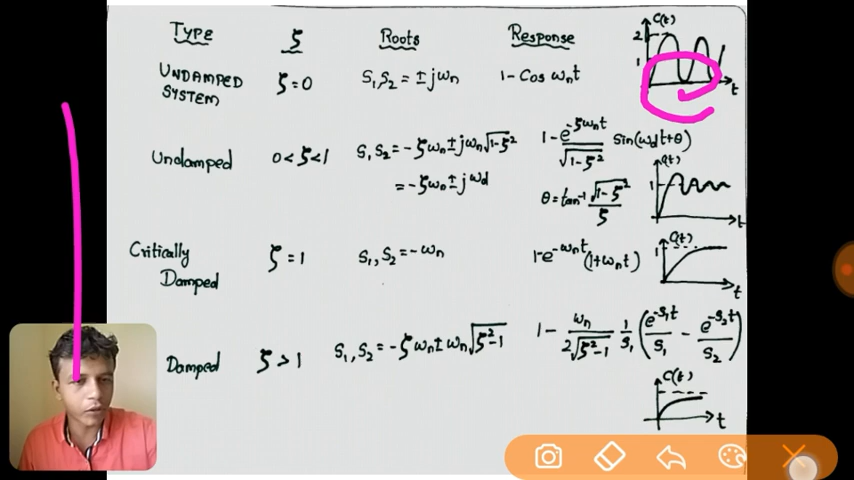 TYPE ζ Roots Response C(t)
2
1
t
UNDAMPED SYSTEM ζ=0 S₁,S₂ = ±jωn 1-Cos ωnt
Undamped 0<ζ<1 S₁,S₂ = -ζωn ± jωn√1-ζ² 1-e^-ζωnt/√1-ζ² sin(ωdt+θ)
= -ζωn ± jωd θ=tan⁻¹ √1-ζ²/ζ
C(t)
1
t
Critically Damped ζ=1 S₁,S₂ = -ωn 1-e^-ωnt(1+ωnt)
C(t)
1
t
Damped ζ>1 S₁,S₂ = -ζωn ± ωn√ζ²-1 1 - ωn/2√ζ²-1 1/S₁ (e^-S₁t/S₁ - e^-S₂t/S₂)
C(t)
t